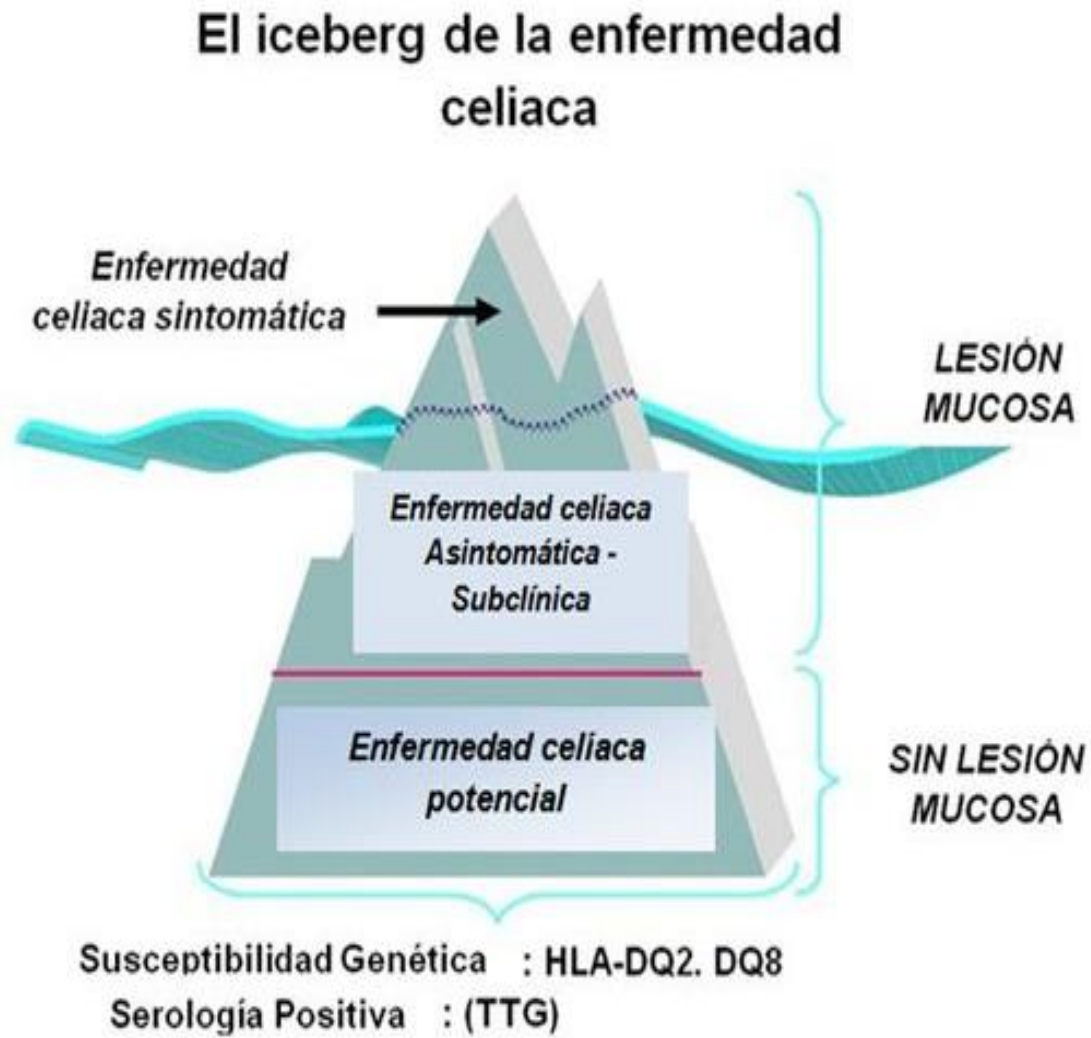 El iceberg de la enfermedad
celiaca
Enfermedad
celiaca sintomática
LESIÓN
MUCOSA
Enfermedad celiaca
Asintomática -
Subclínica
Enfermedad celiaca
potencial
SIN LESIÓN
MUCOSA
Susceptibilidad Genética : HLA-DQ2. DQ8
Serología Positiva : (TTG)